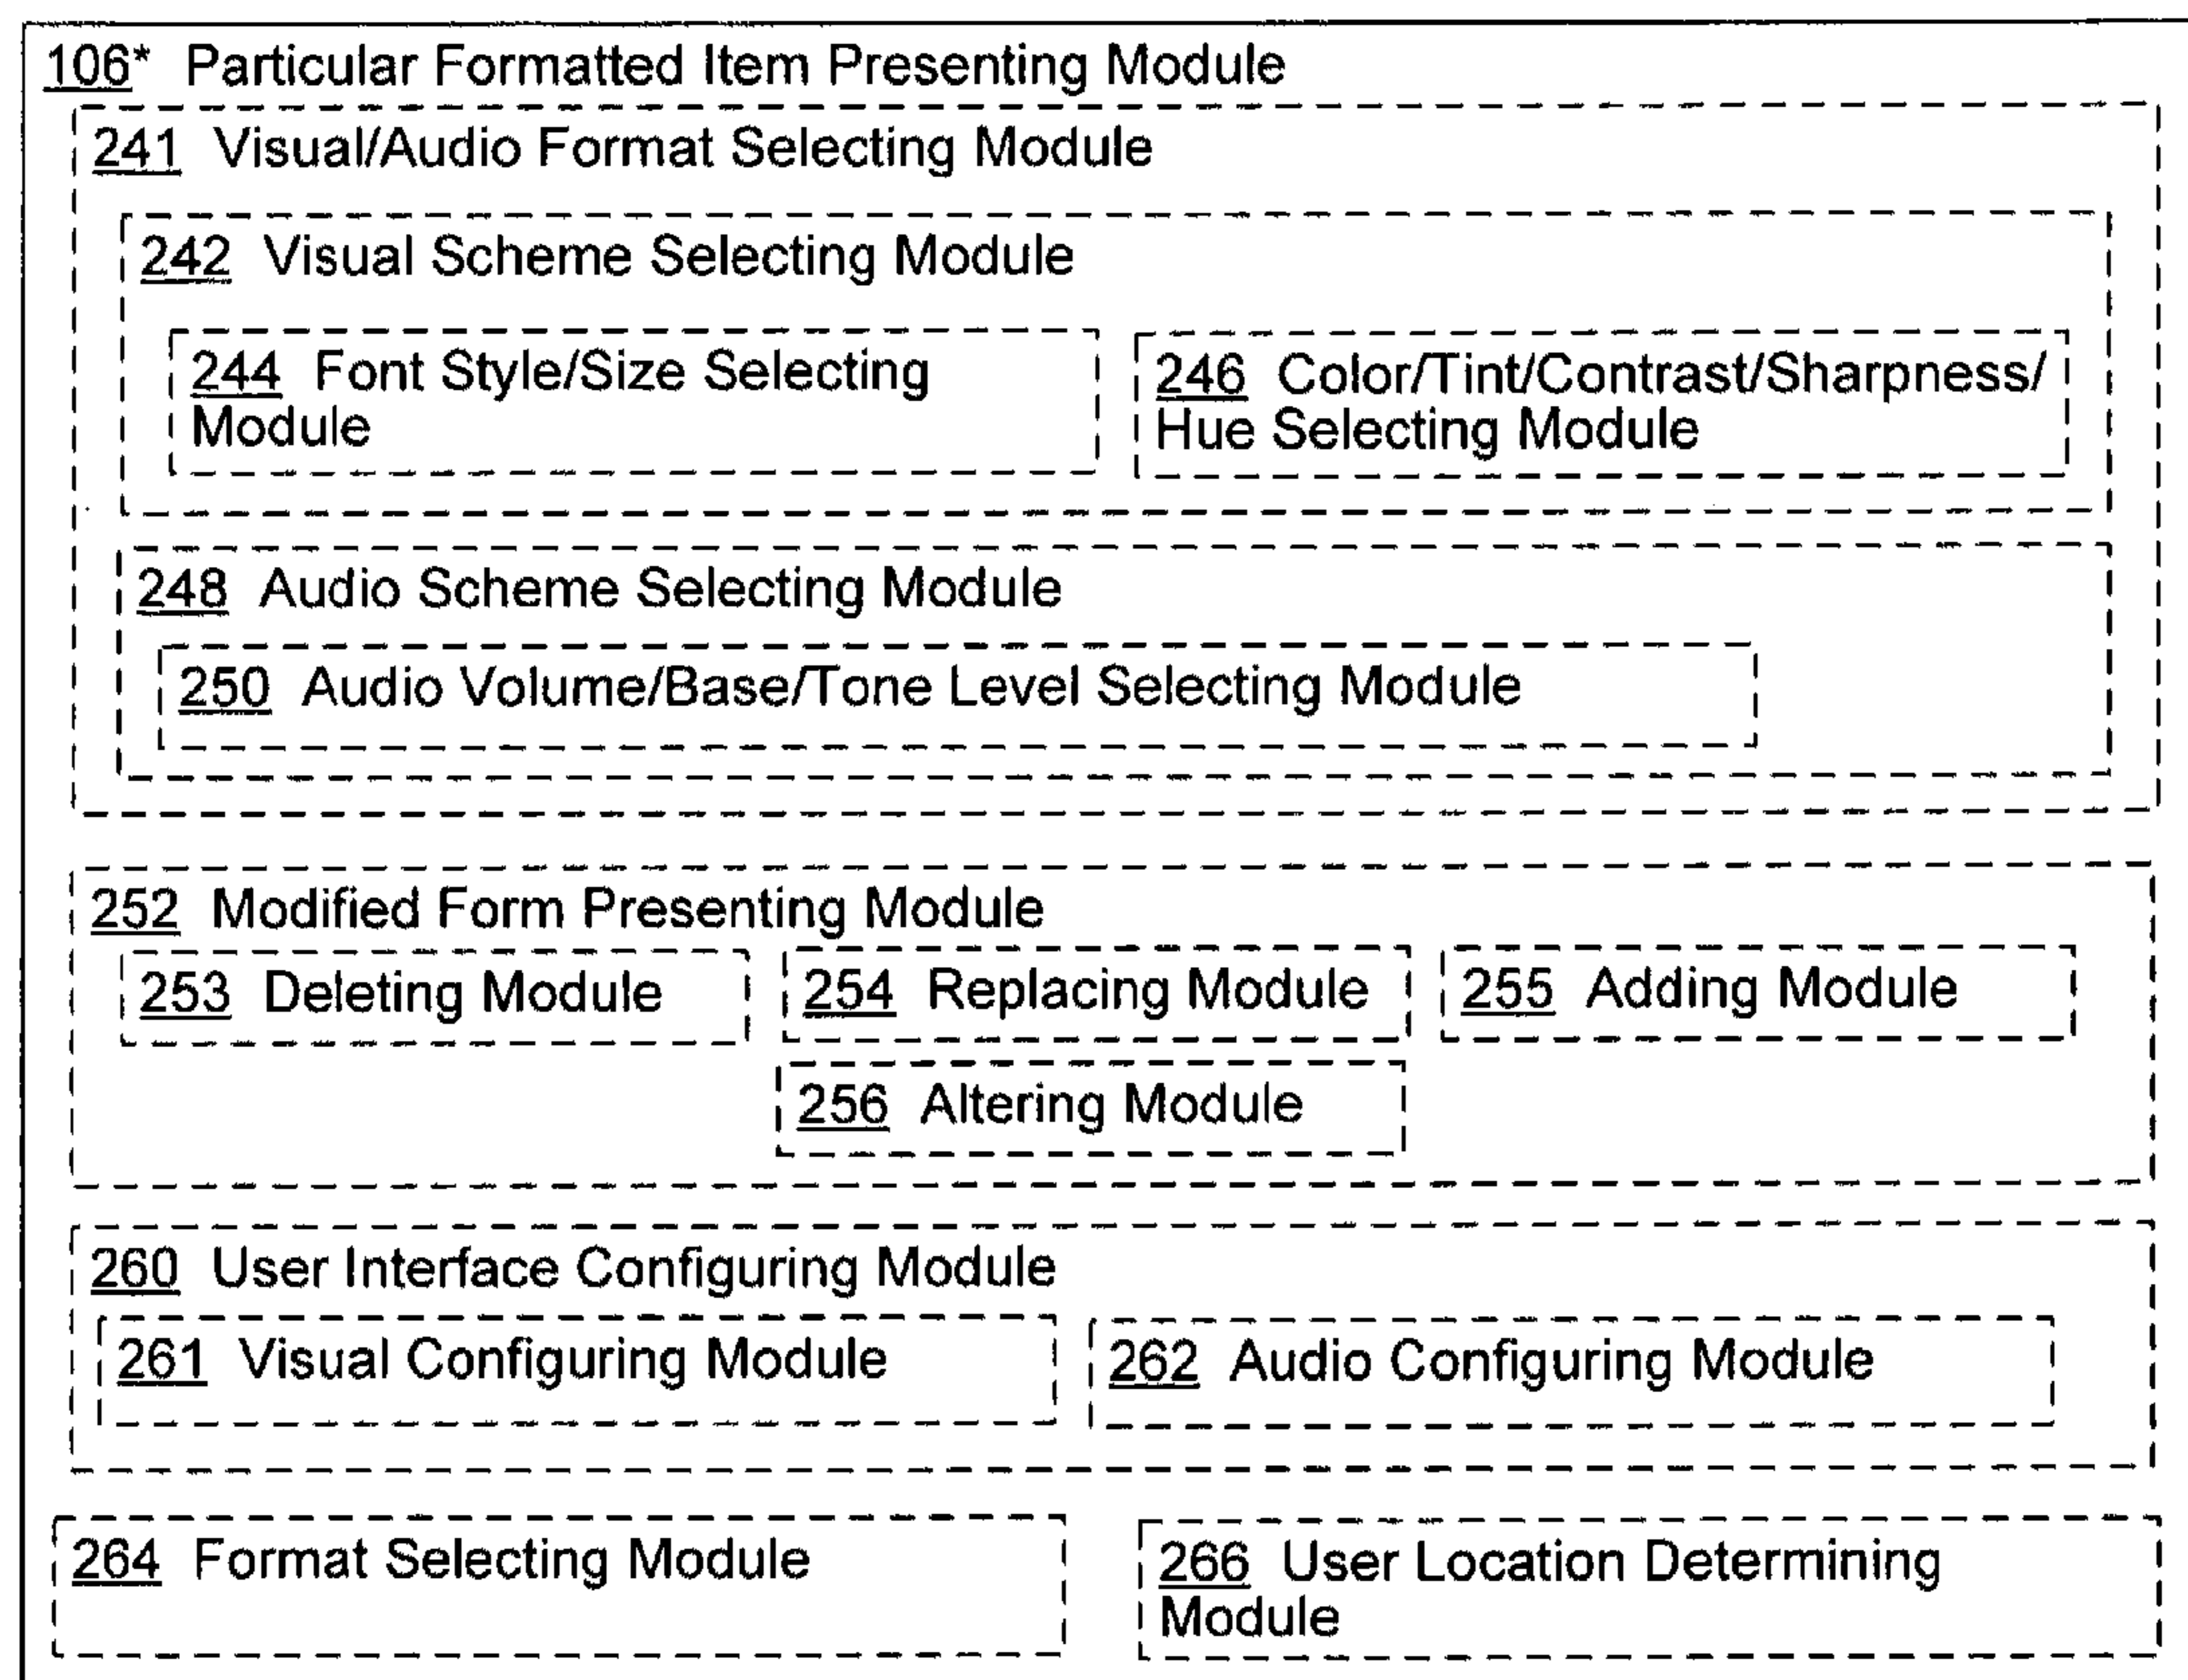 106* Particular Formatted Item Presenting Module
241 Visual/Audio Format Selecting Module
242 Visual Scheme Selecting Module
244 Font Style/Size Selecting
Module
246 Color/Tint/Contrast/Sharpness/
Hue Selecting Module
248 Audio Scheme Selecting Module
250 Audio Volume/Base/Tone Level Selecting Module
252 Modified Form Presenting Module
253 Deleting Module
254 Replacing Module
255 Adding Module
256 Altering Module
260 User Interface Configuring Module
261 Visual Configuring Module
262 Audio Configuring Module
264 Format Selecting Module
266 User Location Determining
Module